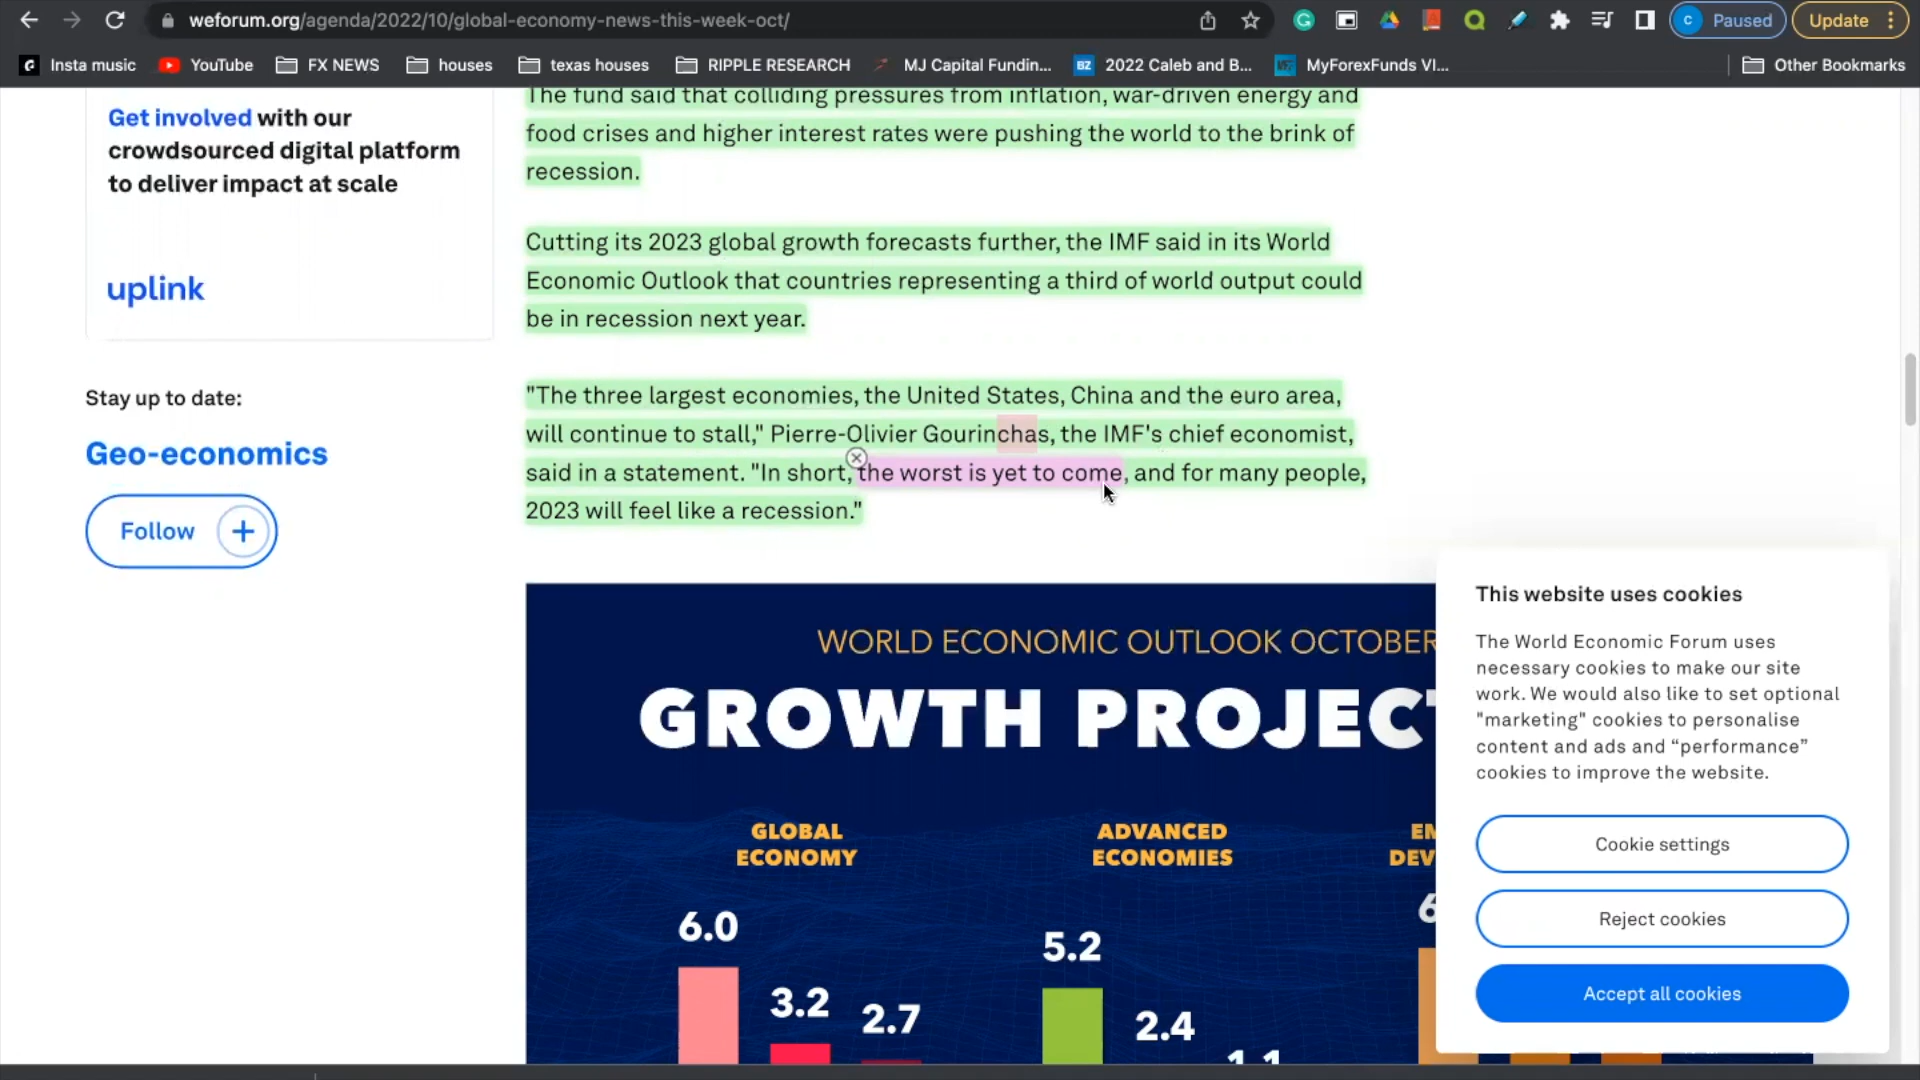 weforum.org/agenda/2022/10/global-economy-news-this-week-oct/
C Paused
Update
Insta music YouTube FX NEWS houses texas houses RIPPLE RESEARCH MJ Capital Fundin... BZ 2022 Caleb and B... MyForexFunds VI... Other Bookmarks
Get involved with our
crowdsourced digital platform
to deliver impact at scale
uplink
Stay up to date:
Geo-economics
Follow +
The fund said that colliding pressures from inflation, war-driven energy and
food crises and higher interest rates were pushing the world to the brink of
recession.
Cutting its 2023 global growth forecasts further, the IMF said in its World
Economic Outlook that countries representing a third of world output could
be in recession next year.
"The three largest economies, the United States, China and the euro area,
will continue to stall," Pierre-Olivier Gourinchas, the IMF's chief economist,
said in a statement. "In short, the worst is yet to come, and for many people,
2023 will feel like a recession."
WORLD ECONOMIC OUTLOOK OCTOBER
GROWTH PROJECT
GLOBAL
ECONOMY
ADVANCED
ECONOMIES
EM
DEV
6.0
3.2
2.7
5.2
2.4
1.1
6
This website uses cookies
The World Economic Forum uses
necessary cookies to make our site
work. We would also like to set optional
"marketing" cookies to personalise
content and ads and “performance”
cookies to improve the website.
Cookie settings
Reject cookies
Accept all cookies